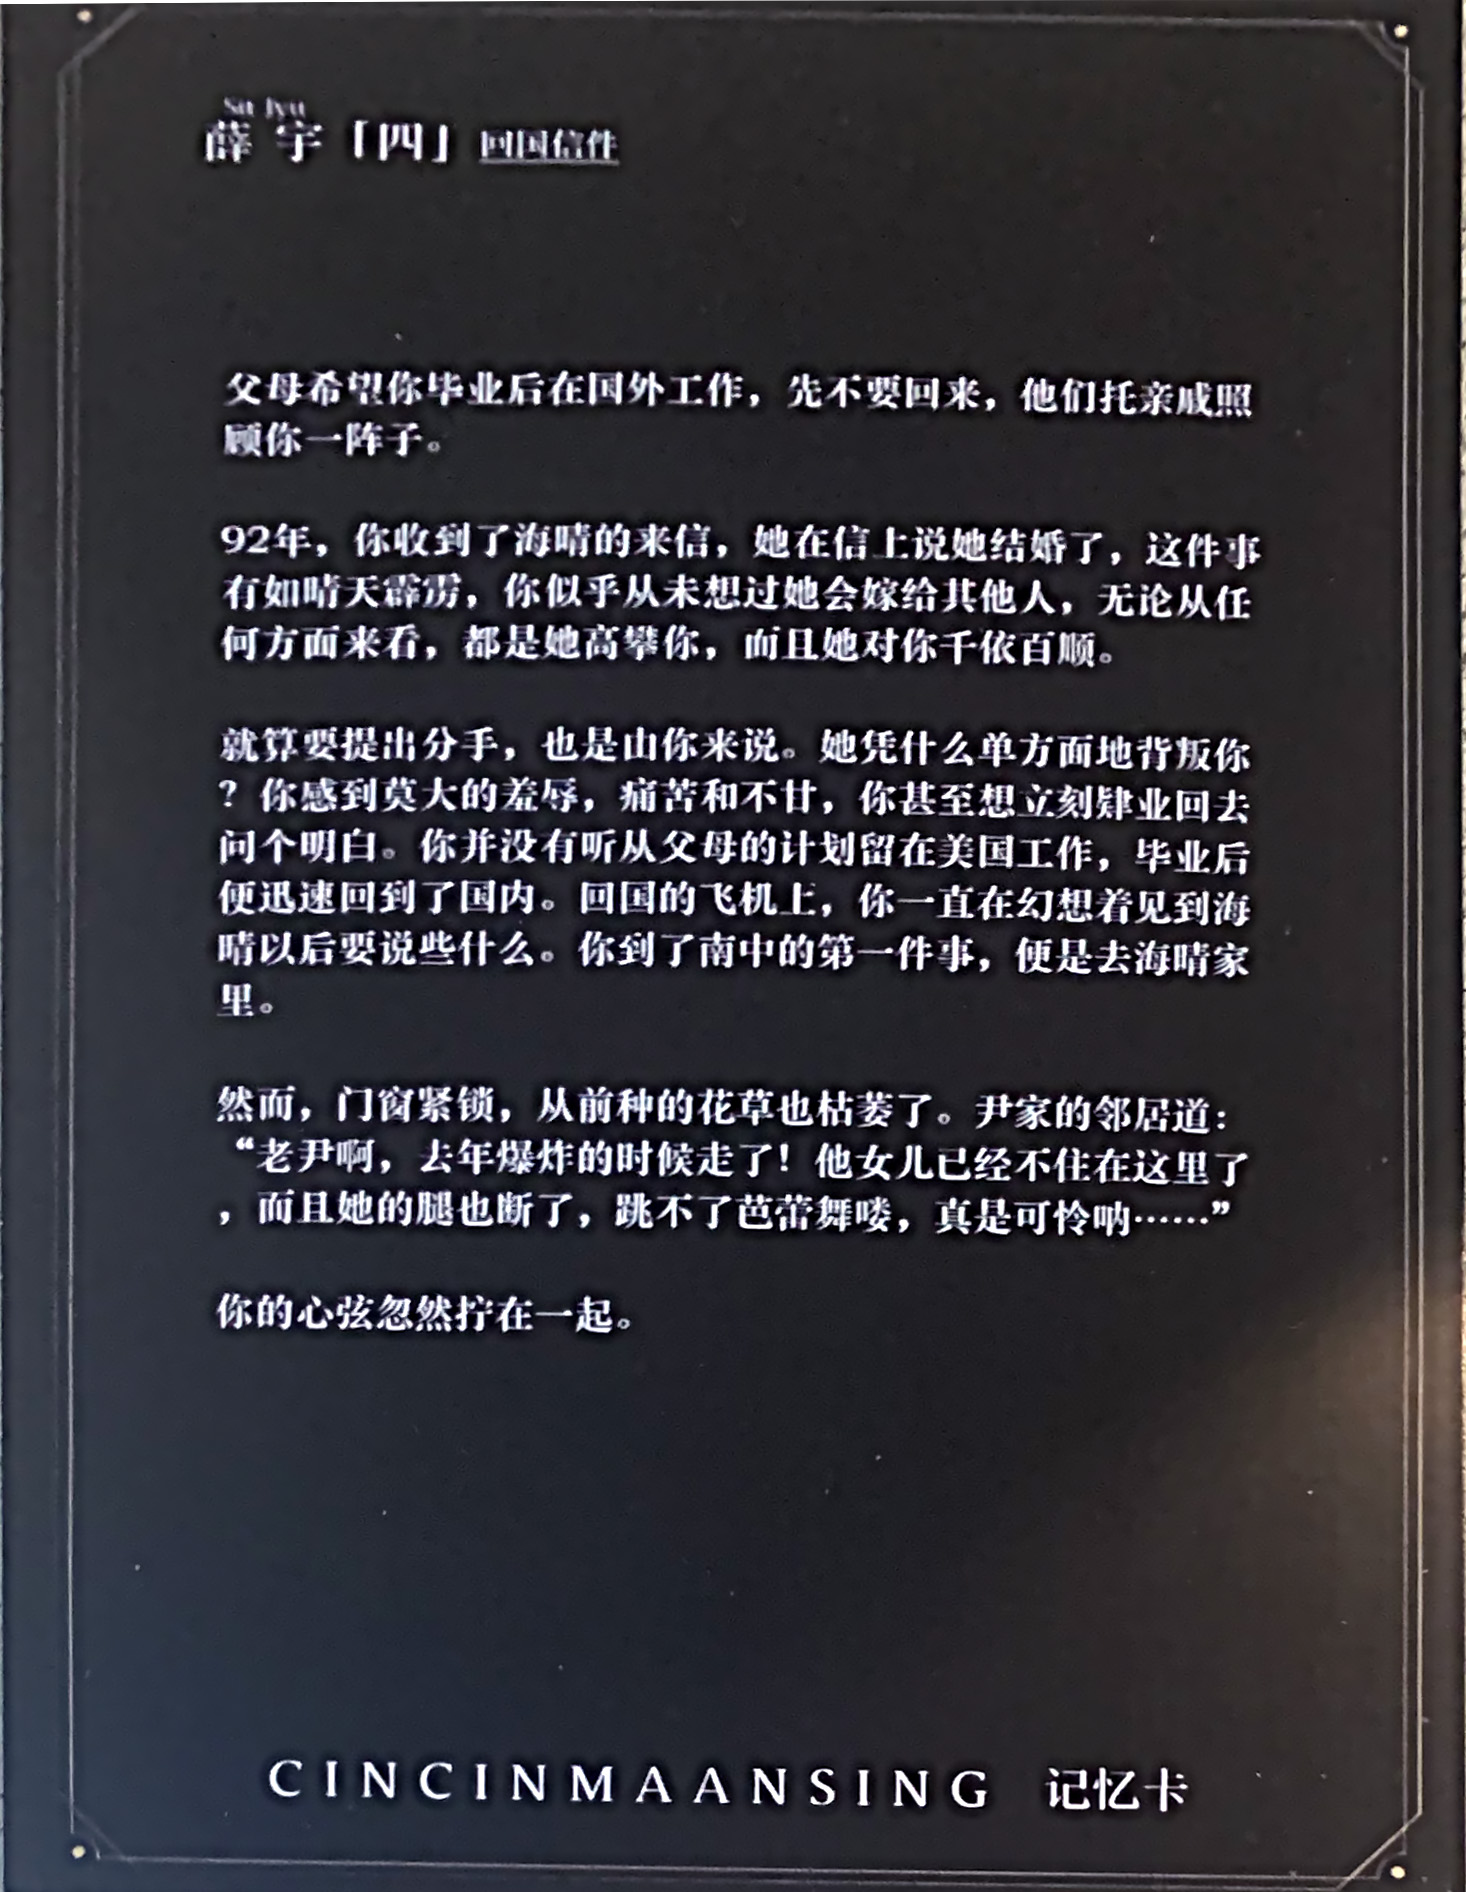 Sit Jyu
薛 宇「四」回国信件
父母希望你毕业后在国外工作，先不要回来，他们托亲戚照
顾你一阵子。
92年，你收到了海晴的来信，她在信上说她结婚了，这件事
有如晴天霹雳，你似乎从未想过她会嫁给其他人，无论从任
何方面来看，都是她高攀你，而且她对你千依百顺。
就算要提出分手，也是由你来说。她凭什么单方面地背叛你
？你感到莫大的羞辱，痛苦和不甘，你甚至想立刻肄业回去
问个明白。你并没有听从父母的计划留在美国工作，毕业后
便迅速回到了国内。回国的飞机上，你一直在幻想着见到海
晴以后要说些什么。你到了南中的第一件事，便是去海晴家
里。
然而，门窗紧锁，从前种的花草也枯萎了。尹家的邻居道：
“老尹啊，去年爆炸的时候走了！他女儿已经不住在这里了
，而且她的腿也断了，跳不了芭蕾舞喽，真是可怜呐……”
你的心弦忽然拧在一起。
CINCINMAANSING 记忆卡